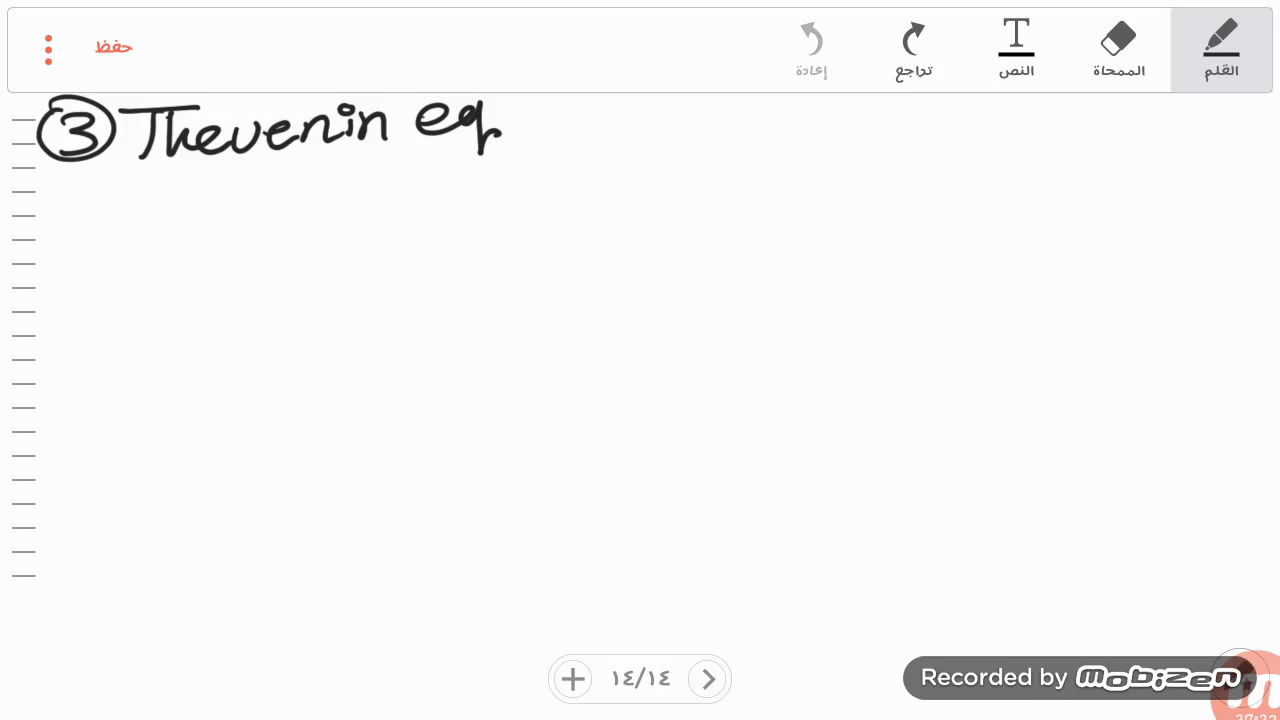 حفظ
إعادة
تراجع
النص
الممحاة
القلم
③ Thevenin eq
١٤/١٤
Recorded by mobizen